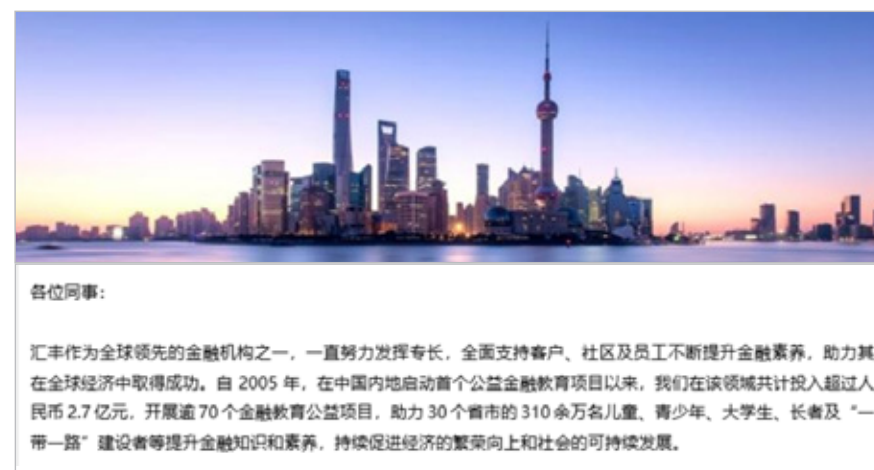 各位同事：
汇丰作为全球领先的金融机构之一，一直努力发挥专长，全面支持客户、社区及员工不断提升金融素养，助力其
在全球经济中取得成功。自 2005 年，在中国内地启动首个公益金融教育项目以来，我们在该领域共计投入超过人
民币 2.7 亿元，开展逾 70 个金融教育公益项目，助力 30 个省市的 310 余万名儿童、青少年、大学生、长者及“一
带一路”建设者等提升金融知识和素养，持续促进经济的繁荣向上和社会的可持续发展。